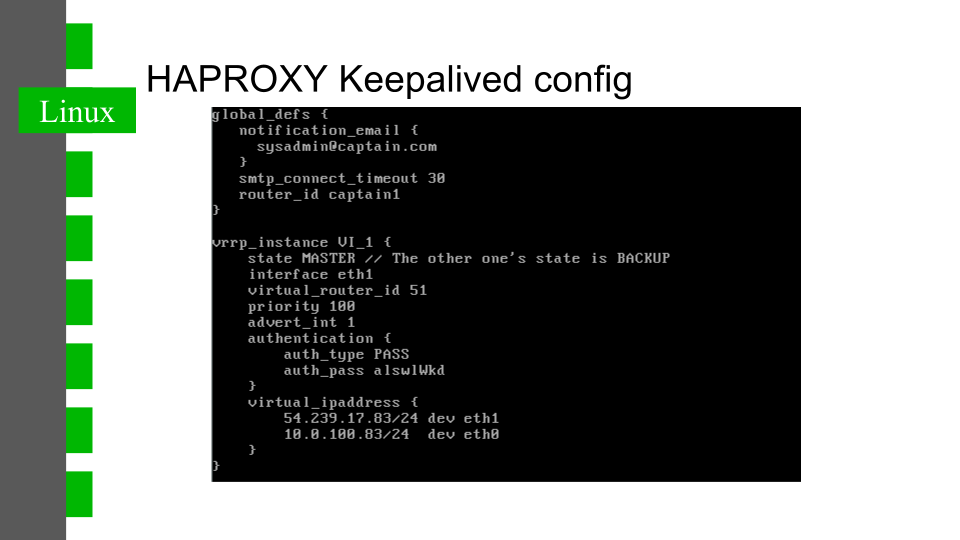 HAPROXY Keepalived config
Linux
global_defs {
   notification_email {
     sysadmin@captain.com
   }
   smtp_connect_timeout 30
   router_id captain1
}
vrrp_instance VI_1 {
    state MASTER // The other one's state is BACKUP
    interface eth1
    virtual_router_id 51
    priority 100
    advert_int 1
    authentication {
        auth_type PASS
        auth_pass alswlWkd
    }
    virtual_ipaddress {
        54.239.17.83/24 dev eth1
        10.0.100.83/24  dev eth0
    }
}